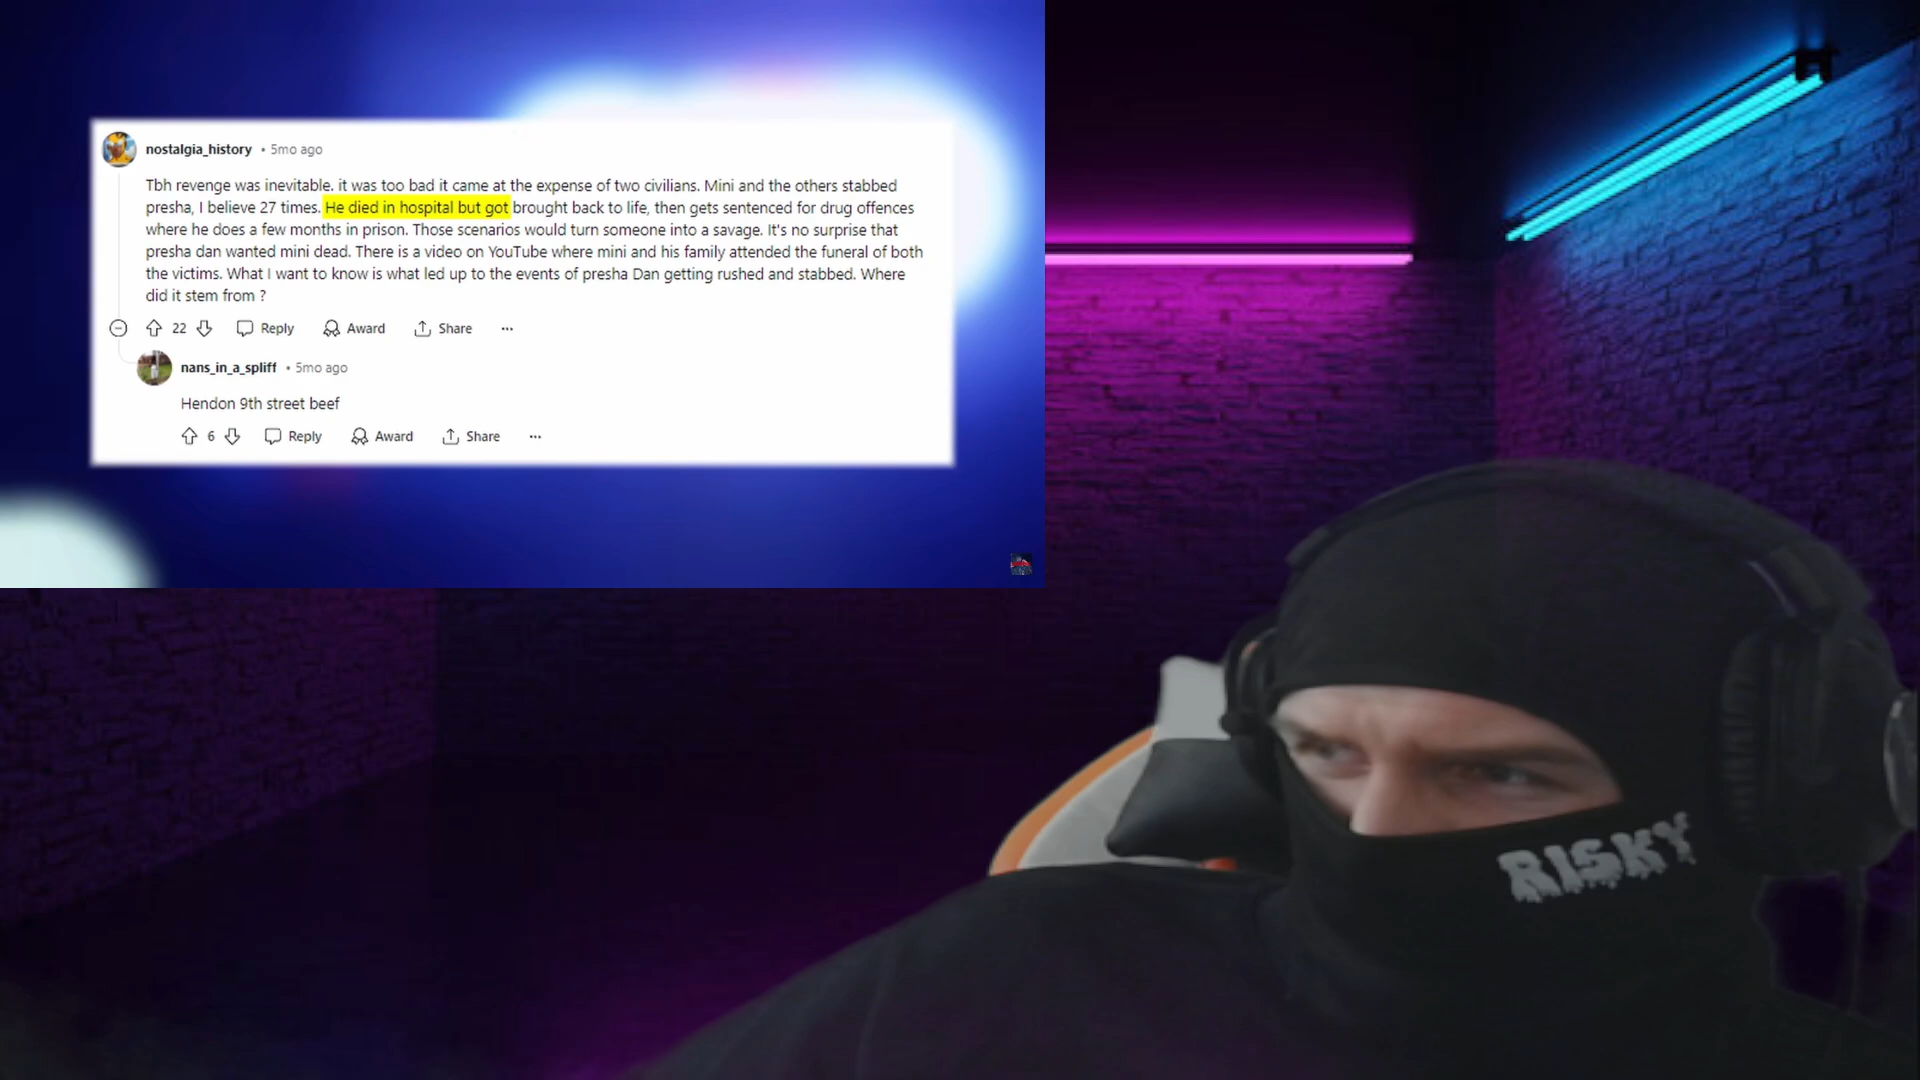 nostalgia_history • 5mo ago
Tbh revenge was inevitable. it was too bad it came at the expense of two civilians. Mini and the others stabbed
presha, I believe 27 times. He died in hospital but got brought back to life, then gets sentenced for drug offences
where he does a few months in prison. Those scenarios would turn someone into a savage. It's no surprise that
presha dan wanted mini dead. There is a video on YouTube where mini and his family attended the funeral of both
the victims. What I want to know is what led up to the events of presha Dan getting rushed and stabbed. Where
did it stem from ?
22 Reply Award Share ...
nans_in_a_spliff • 5mo ago
Hendon 9th street beef
6 Reply Award Share ...
RISKY